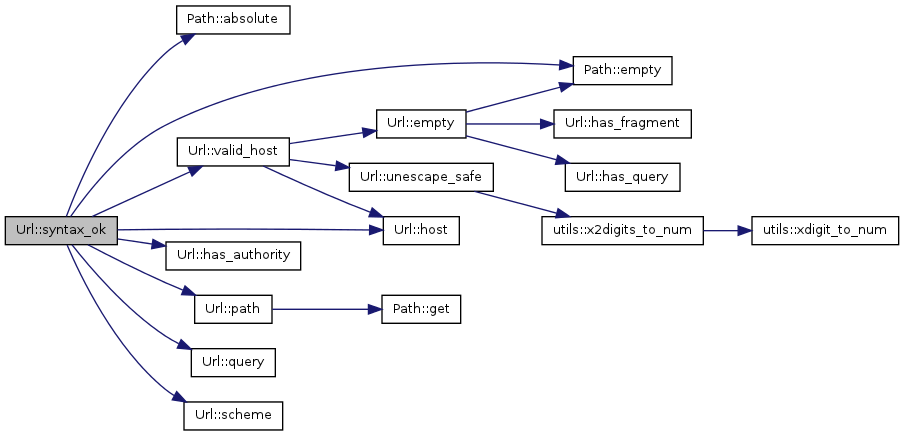 Path::absolute
Path::empty
Url::empty
Url::has_fragment
Url::valid_host
Url::unescape_safe
Url::has_query
Url::syntax_ok
Url::host
utils::x2digits_to_num
utils::xdigit_to_num
Url::has_authority
Url::path
Path::get
Url::query
Url::scheme